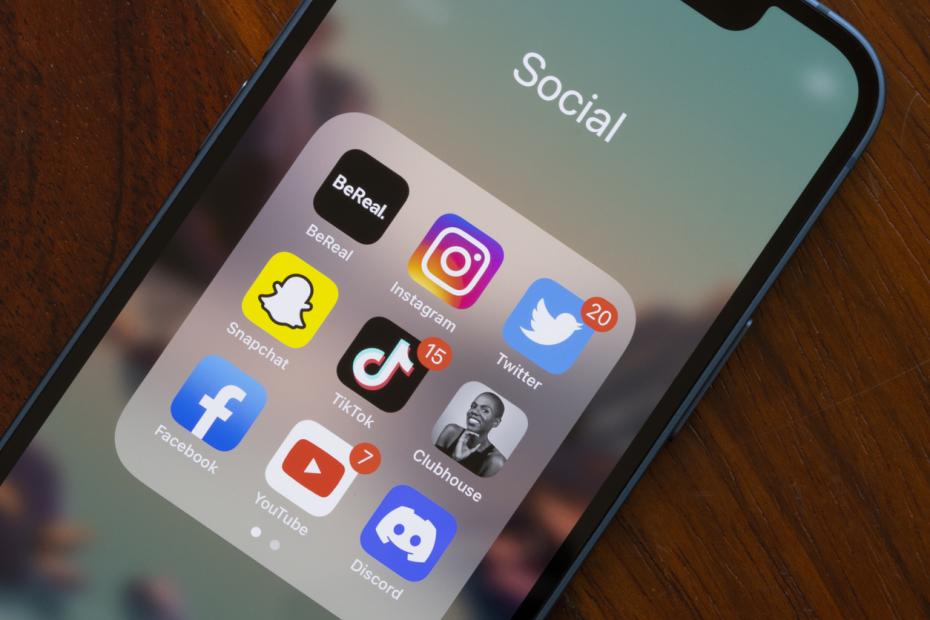 Social
BeReal.
BeReal
Instagram
20
Twitter
Snapchat
15
TikTok
Clubhouse
Facebook
7
YouTube
Discord